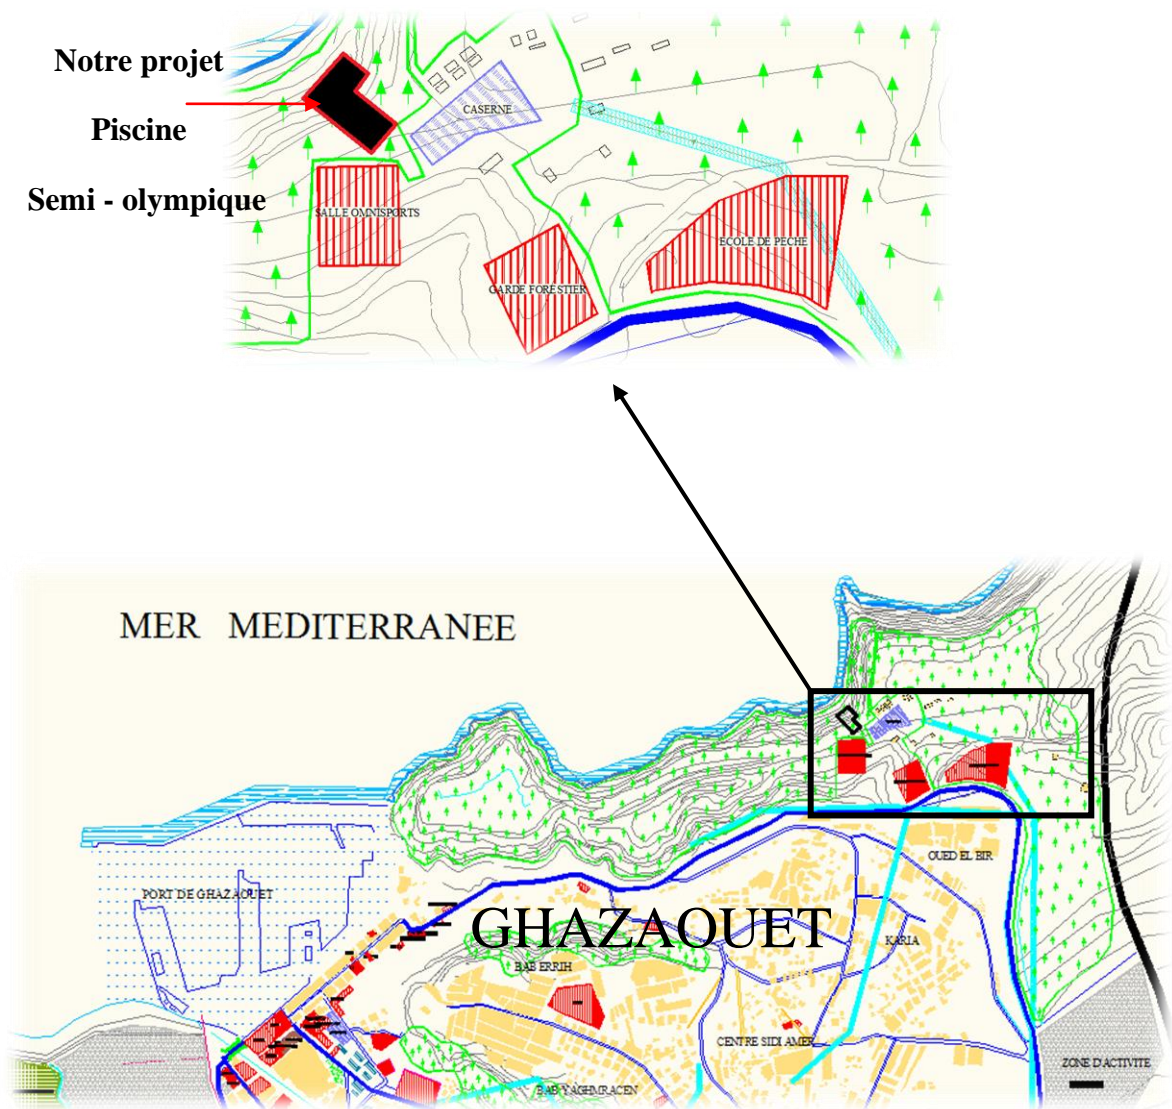 Notre projet
Piscine
Semi - olympique
CASERNE
SALLE OMNISPORTS
ECOLE DE PECHE
GARDE FORESTIER
MER MEDITERRANEE
PORT DE GHAZAOUET
OUED EL BIR
GHAZAOUET
KARIA
BAB ERRIH
CENTRE SIDI AMER
ZONE D'ACTIVITE
BAB YAGHMRACEN